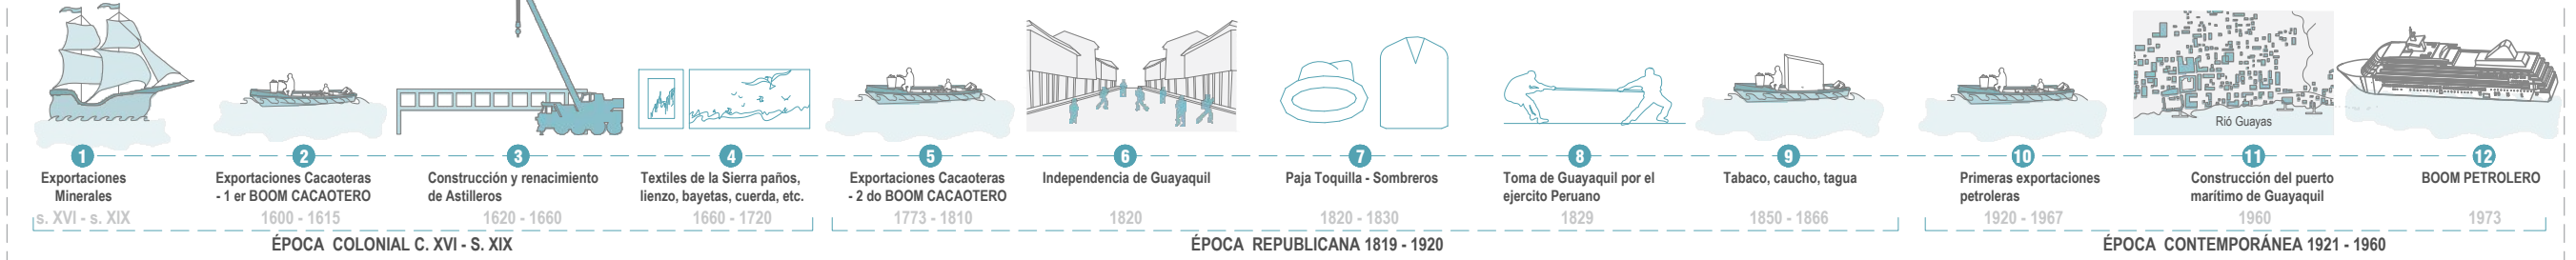 Rió Guayas
1
Exportaciones
Minerales
s. XVI - s. XIX
2
Exportaciones Cacaoteras
- 1 er BOOM CACAOTERO
1600 - 1615
3
Construcción y renacimiento
de Astilleros
1620 - 1660
4
Textiles de la Sierra paños,
lienzo, bayetas, cuerda, etc.
1660 - 1720
5
Exportaciones Cacaoteras
- 2 do BOOM CACAOTERO
1773 - 1810
6
Independencia de Guayaquil
1820
7
Paja Toquilla - Sombreros
1820 - 1830
8
Toma de Guayaquil por el
ejercito Peruano
1829
9
Tabaco, caucho, tagua
1850 - 1866
10
Primeras exportaciones
petroleras
1920 - 1967
11
Construcción del puerto
marítimo de Guayaquil
1960
12
BOOM PETROLERO
1973
ÉPOCA COLONIAL C. XVI - S. XIX
ÉPOCA REPUBLICANA 1819 - 1920
ÉPOCA CONTEMPORÁNEA 1921 - 1960